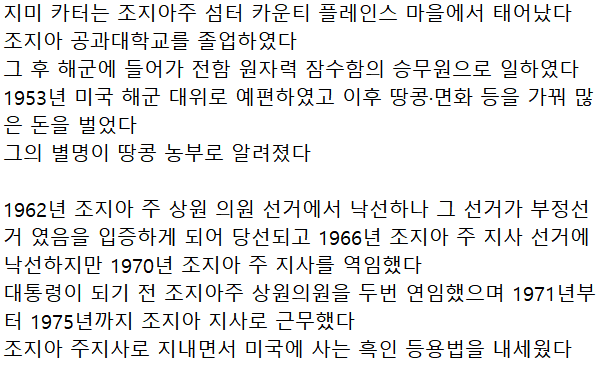 지미 카터는 조지아주 섬터 카운티 플레인스 마을에서 태어났다
조지아 공과대학교를 졸업하였다
그 후 해군에 들어가 전함 원자력 잠수함의 승무원으로 일하였다
1953년 미국 해군 대위로 예편하였고 이후 땅콩·면화 등을 가꿔 많
은 돈을 벌었다
그의 별명이 땅콩 농부로 알려졌다
1962년 조지아 주 상원 의원 선거에서 낙선하나 그 선거가 부정선
거 였음을 입증하게 되어 당선되고 1966년 조지아 주 지사 선거에
낙선하지만 1970년 조지아 주 지사를 역임했다
대통령이 되기 전 조지아주 상원의원을 두번 연임했으며 1971년부
터 1975년까지 조지아 지사로 근무했다
조지아 주지사로 지내면서 미국에 사는 흑인 등용법을 내세웠다